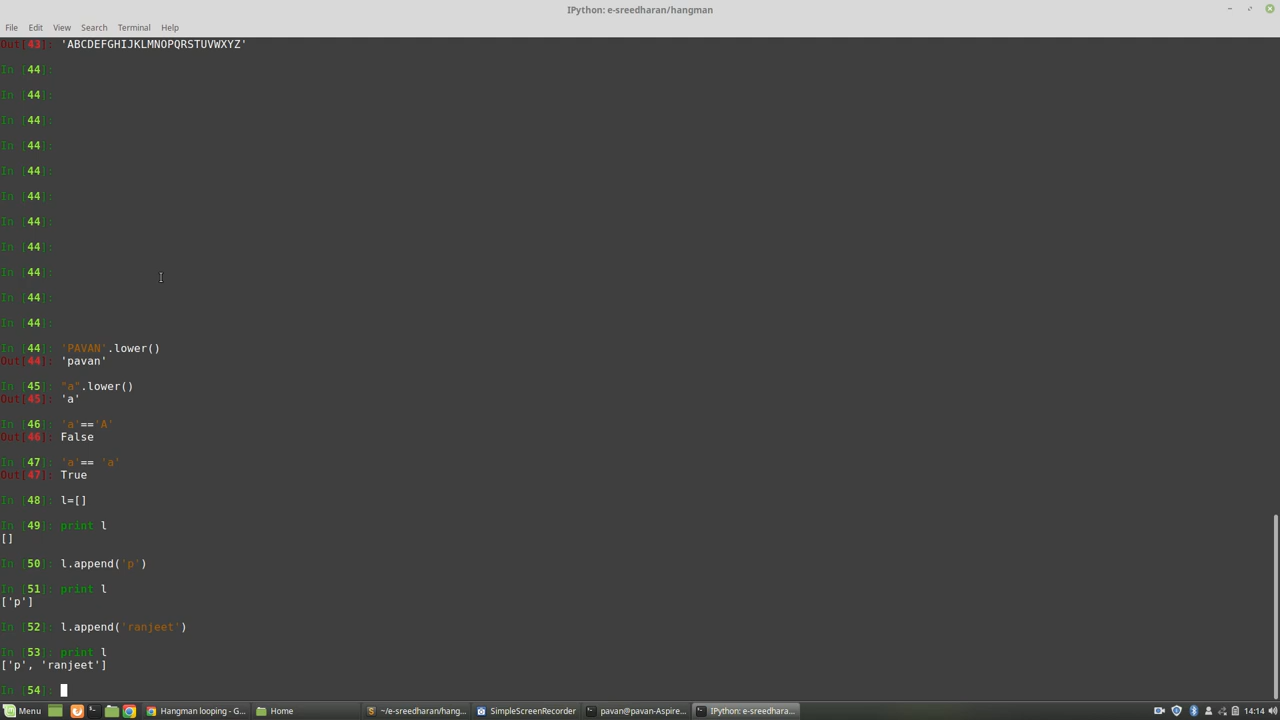 IPython: e-sreedharan/hangman
File Edit View Search Terminal Help
Out[43]: 'ABCDEFGHIJKLMNOPQRSTUVWXYZ'
In [44]:
In [44]:
In [44]:
In [44]:
In [44]:
In [44]:
In [44]:
In [44]:
In [44]:
In [44]:
In [44]:
In [44]: 'PAVAN'.lower()
Out[44]: 'pavan'
In [45]: "a".lower()
Out[45]: 'a'
In [46]: 'a'=='A'
Out[46]: False
In [47]: 'a'== 'a'
Out[47]: True
In [48]: l=[]
In [49]: print l
[]
In [50]: l.append('p')
In [51]: print l
['p']
In [52]: l.append('ranjeet')
In [53]: print l
['p', 'ranjeet']
In [54]:
Menu Hangman looping - G... Home ~/e-sreedharan/hang... SimpleScreenRecorder pavan@pavan-Aspire... IPython: e-sreedhara... 14:14